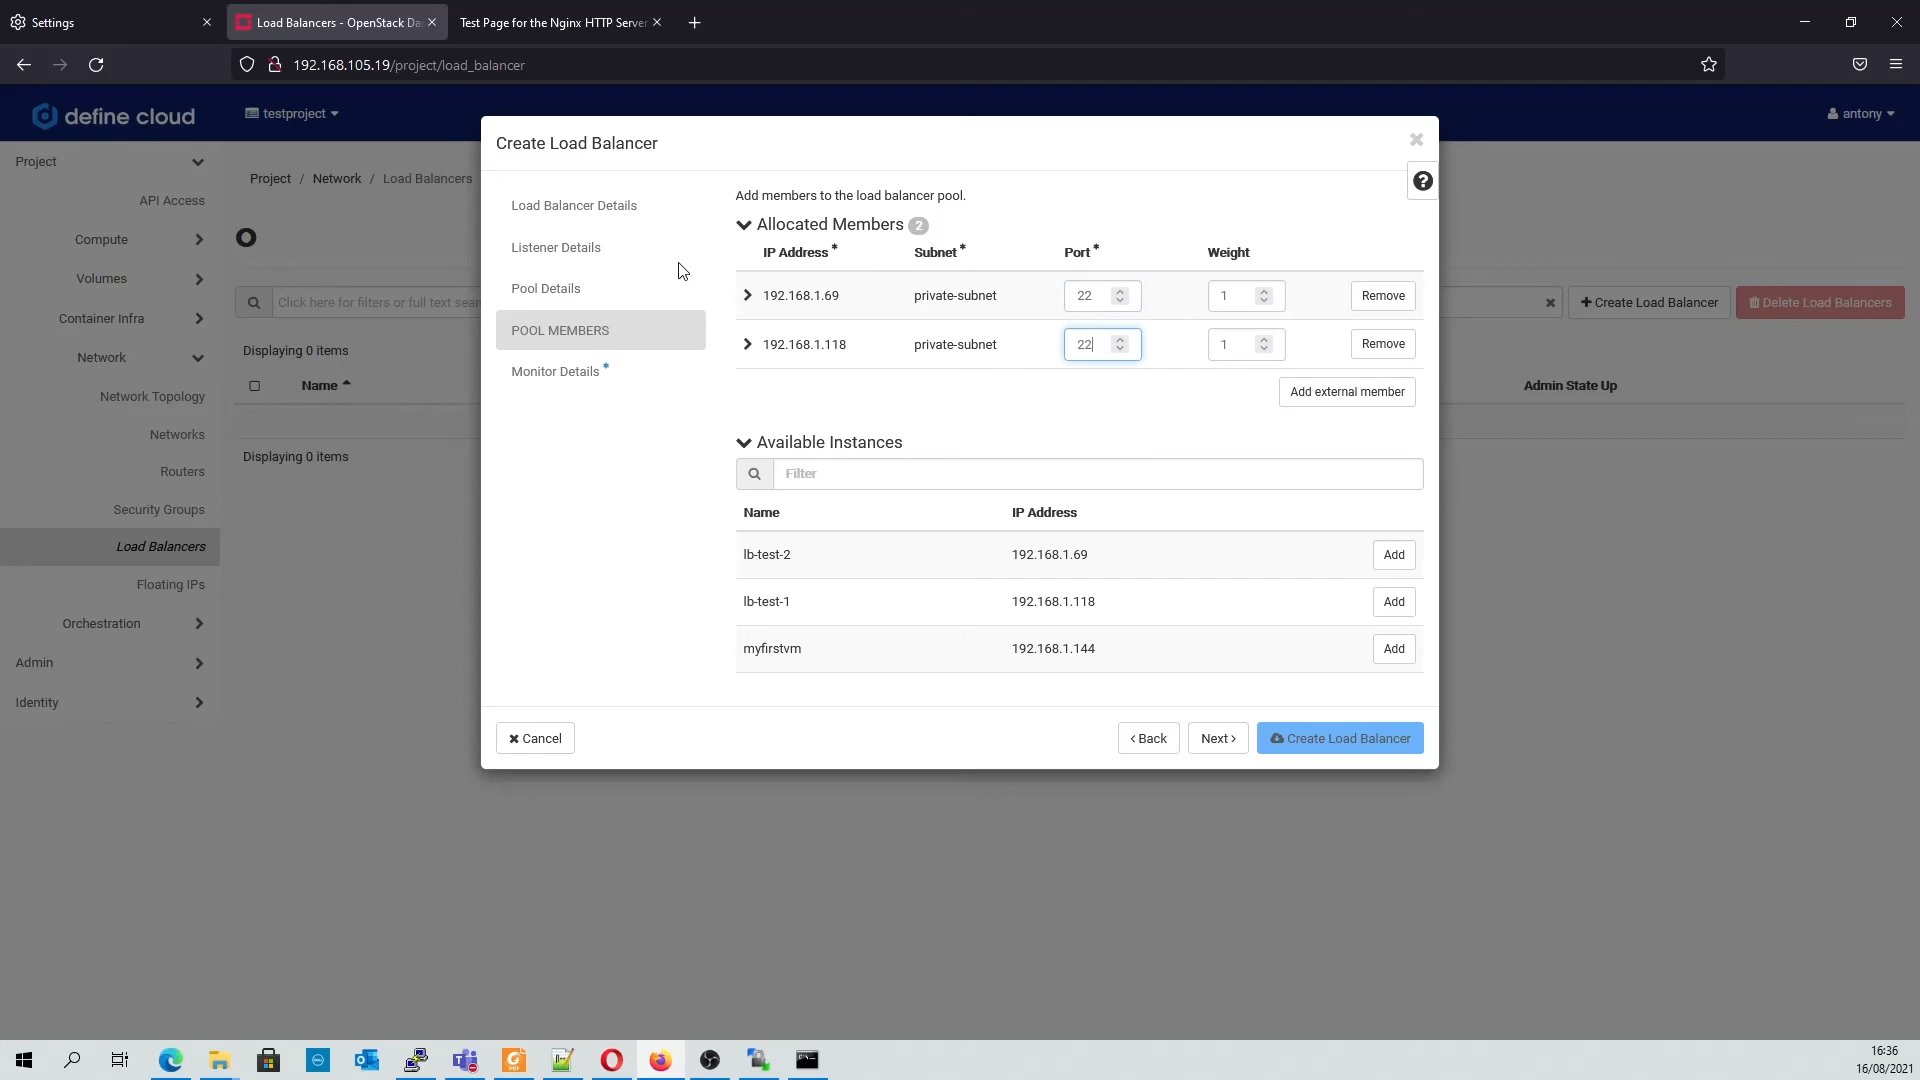 Settings
Load Balancers - OpenStack Da
Test Page for the Nginx HTTP Server
192.168.105.19/project/load_balancer
define cloud
testproject
antony
Project
API Access
Compute
Volumes
Container Infra
Network
Network Topology
Networks
Routers
Security Groups
Load Balancers
Floating IPs
Orchestration
Admin
Identity
Project / Network / Load Balancers
Click here for filters or full text sear
Create Load Balancer
Delete Load Balancers
Displaying 0 items
Name
Admin State Up
Displaying 0 items
Create Load Balancer
Load Balancer Details
Listener Details
Pool Details
POOL MEMBERS
Monitor Details *
Add members to the load balancer pool.
Allocated Members 2
IP Address * Subnet * Port * Weight
192.168.1.69 private-subnet 22 1 Remove
192.168.1.118 private-subnet 22 1 Remove
Add external member
Available Instances
Filter
Name IP Address
lb-test-2 192.168.1.69 Add
lb-test-1 192.168.1.118 Add
myfirstvm 192.168.1.144 Add
Cancel
Back
Next
Create Load Balancer
16:36
16/08/2021